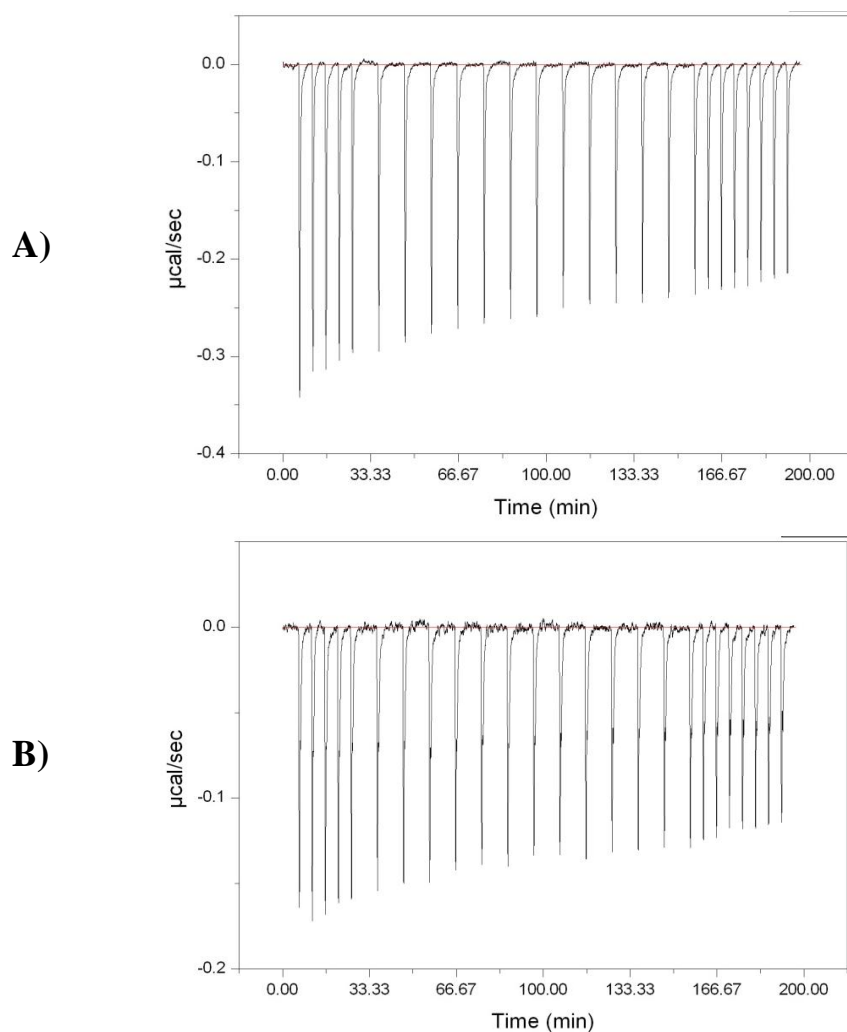 A)
0.0
-0.1
-0.2
-0.3
-0.4
µcal/sec
0.00 33.33 66.67 100.00 133.33 166.67 200.00
Time (min)
B)
0.0
-0.1
-0.2
µcal/sec
0.00 33.33 66.67 100.00 133.33 166.67 200.00
Time (min)